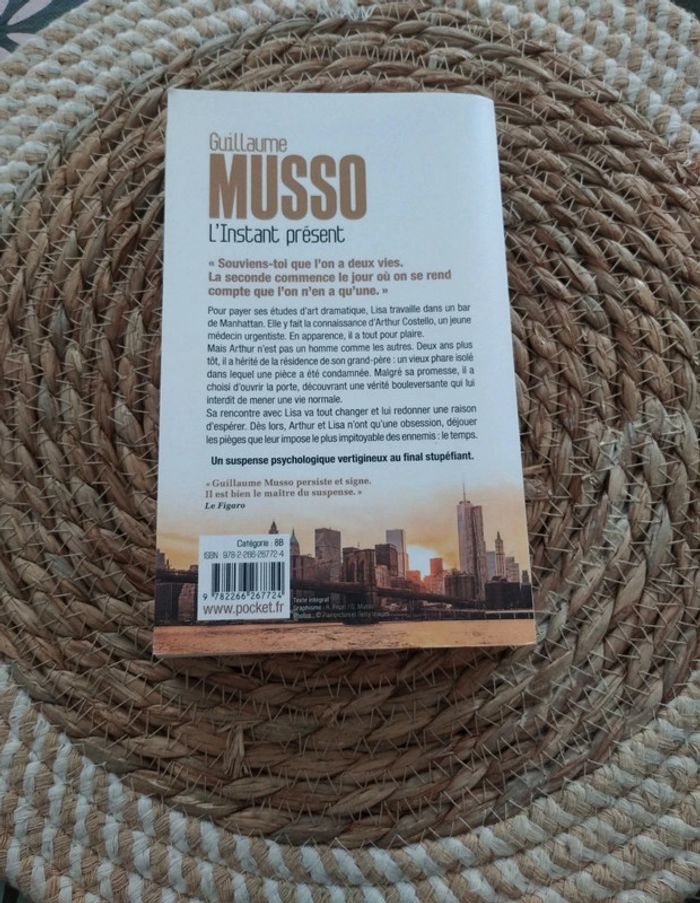 Guillaume
MUSSO
L'Instant présent
« Souviens-toi que l'on a deux vies.
La seconde commence le jour où on se rend
compte que l'on n'en a qu'une. »
Pour payer ses études d'art dramatique, Lisa travaille dans un bar
de Manhattan. Elle y fait la connaissance d'Arthur Costello, un jeune
médecin urgentiste. En apparence, il a tout pour plaire.
Mais Arthur n'est pas un homme comme les autres. Deux ans plus
tôt, il a hérité de la résidence de son grand-père : un vieux phare isolé
dans lequel une pièce a été condamnée. Malgré sa promesse, il a
choisi d'ouvrir la porte, découvrant une vérité bouleversante qui lui
interdit de mener une vie normale.
Sa rencontre avec Lisa va tout changer et lui redonner une raison
d'espérer. Dès lors, Arthur et Lisa n'ont qu'une obsession, déjouer
les pièges que leur impose le plus impitoyable des ennemis : le temps.
Un suspense psychologique vertigineux au final stupéfiant.
« Guillaume Musso persiste et signe.
Il est bien le maître du suspense. »
Le Figaro
Catégorie : 8B
ISBN 978-2-266-26772-4
9 782266 267724
www.pocket.fr
Texte intégral
Graphisme :
Photos : ©